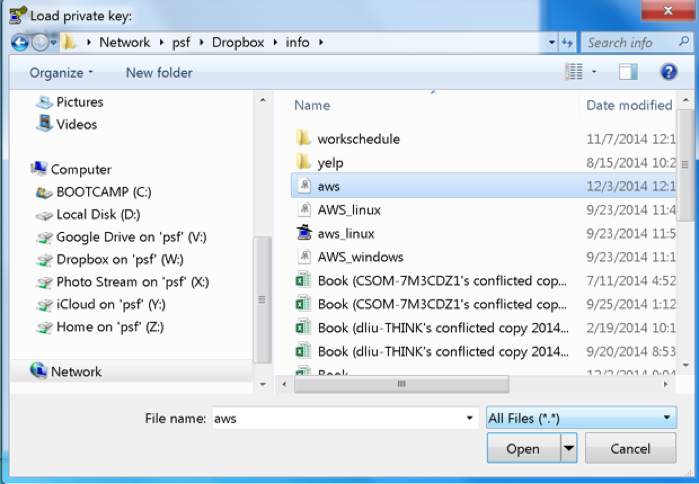 Load private key:
Network psf Dropbox info
Search info
Organize New folder
Name Date modified
Pictures
Videos
Computer
BOOTCAMP (C:)
Local Disk (D:)
Google Drive on 'psf' (V:)
Dropbox on 'psf' (W:)
Photo Stream on 'psf' (X:)
iCloud on 'psf' (Y:)
Home on 'psf' (Z:)
Network
workschedule 11/7/2014 12:1
yelp 8/15/2014 10:2
aws 12/3/2014 12:1
AWS_linux 9/23/2014 11:4
aws_linux 9/23/2014 11:5
AWS_windows 9/23/2014 11:1
Book (CSOM-7M3CDZ1's conflicted cop... 7/11/2014 4:52
Book (CSOM-7M3CDZ1's conflicted cop... 9/25/2014 1:12
Book (dliu-THINK's conflicted copy 2014... 2/19/2014 10:1
Book (dliu-THINK's conflicted copy 2014... 9/20/2014 8:53
Book
File name: aws All Files (*.*)
Open Cancel